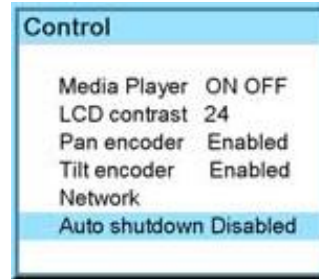 Control
Media Player ON OFF
LCD contrast 24
Pan encoder Enabled
Tilt encoder Enabled
Network
Auto shutdown Disabled